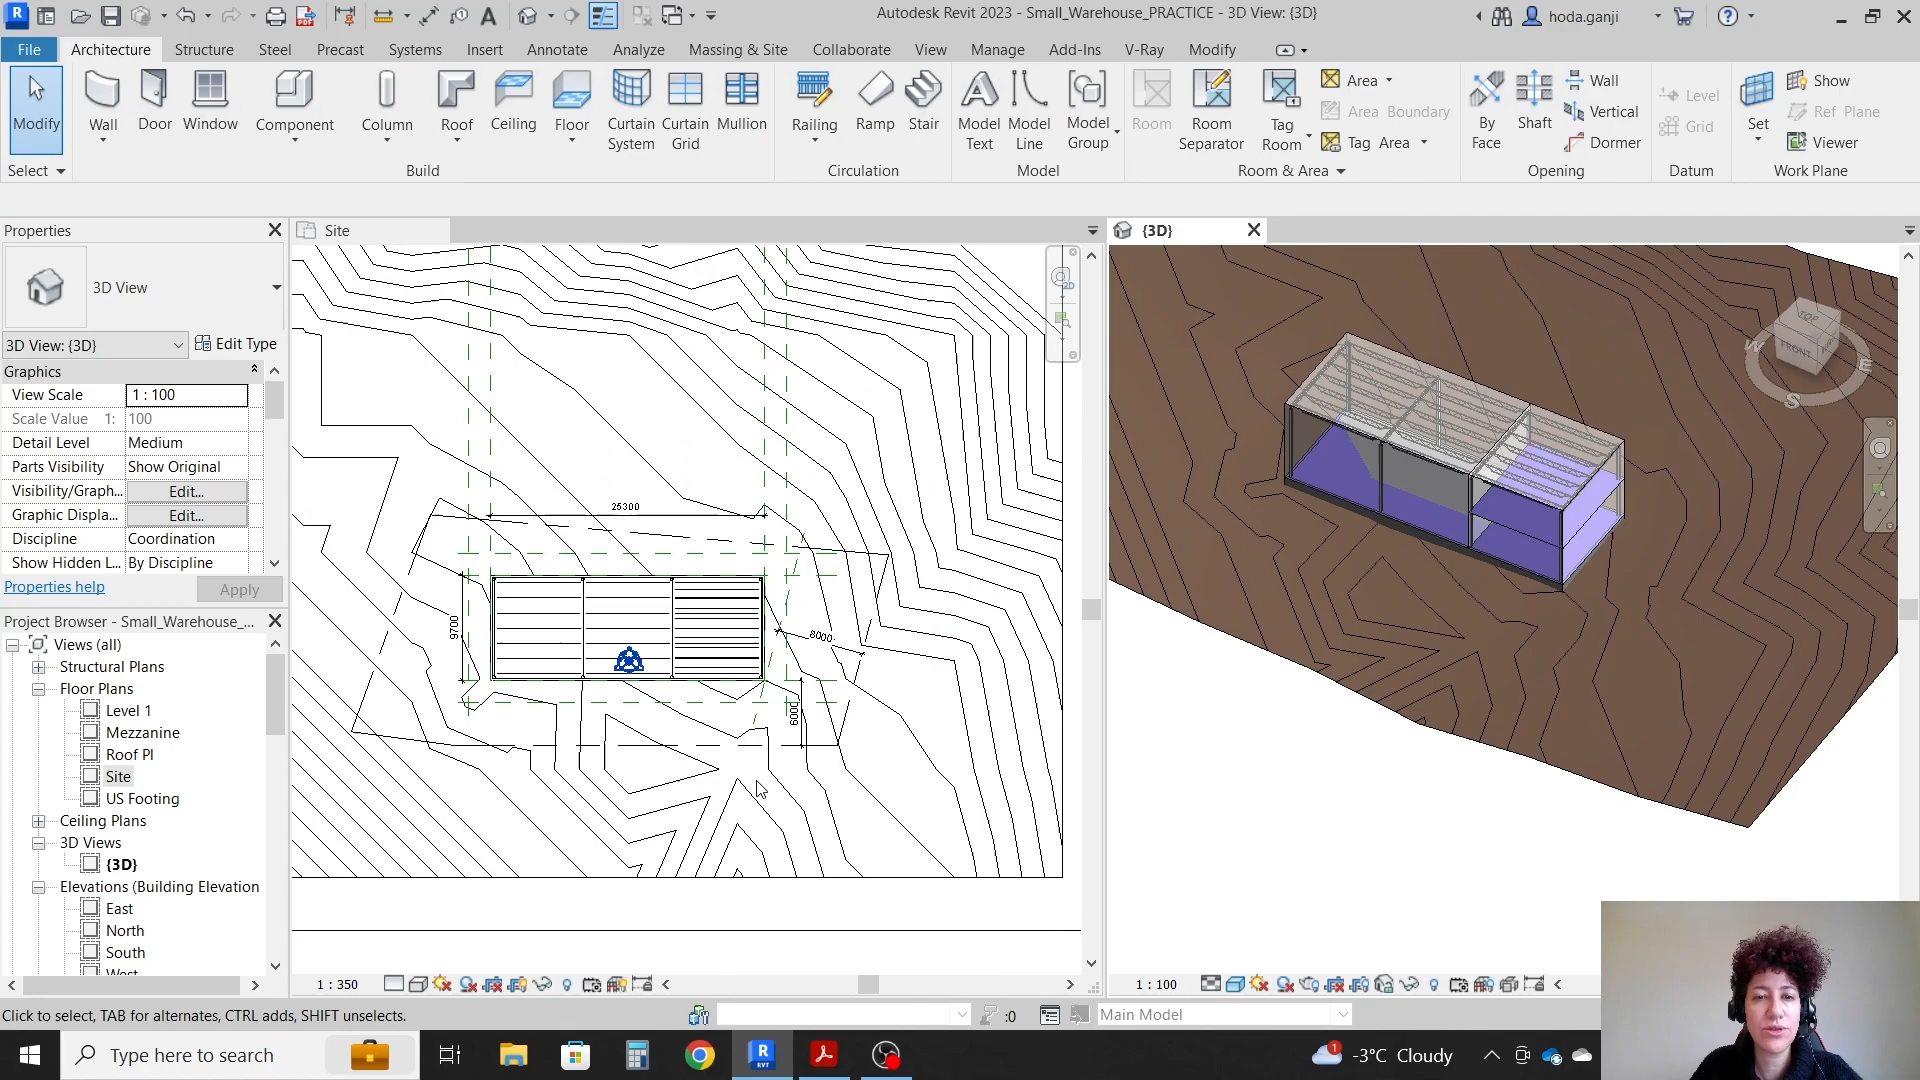 Autodesk Revit 2023 - Small_Warehouse_PRACTICE - 3D View: {3D}
hoda.ganji
File Architecture Structure Steel Precast Systems Insert Annotate Analyze Massing & Site Collaborate View Manage Add-Ins V-Ray Modify
Modify
Wall
Door
Window
Component
Column
Roof
Ceiling
Floor
Curtain System
Curtain Grid
Mullion
Railing
Ramp
Stair
Model Text
Model Line
Model Group
Room
Room Separator
Tag Room
Area
Area Boundary
Tag Area
By Face
Shaft
Wall
Vertical
Dormer
Level
Grid
Set
Show
Ref Plane
Viewer
Select
Build
Circulation
Model
Room & Area
Opening
Datum
Work Plane
Properties
3D View
3D View: {3D}
Edit Type
Graphics
View Scale 1 : 100
Scale Value 1: 100
Detail Level Medium
Parts Visibility Show Original
Visibility/Graph... Edit...
Graphic Displa... Edit...
Discipline Coordination
Show Hidden L... By Discipline
Properties help
Apply
Project Browser - Small_Warehouse_...
Views (all)
Structural Plans
Floor Plans
Level 1
Mezzanine
Roof Pl
Site
US Footing
Ceiling Plans
3D Views
{3D}
Elevations (Building Elevation
East
North
South
West
Site
2D
25300
9700
8000
6000
1 : 350
{3D}
TOP
FRONT
W
E
S
1 : 100
Click to select, TAB for alternates, CTRL adds, SHIFT unselects.
:0
Main Model
Type here to search
R
RVT
1
-3°C Cloudy